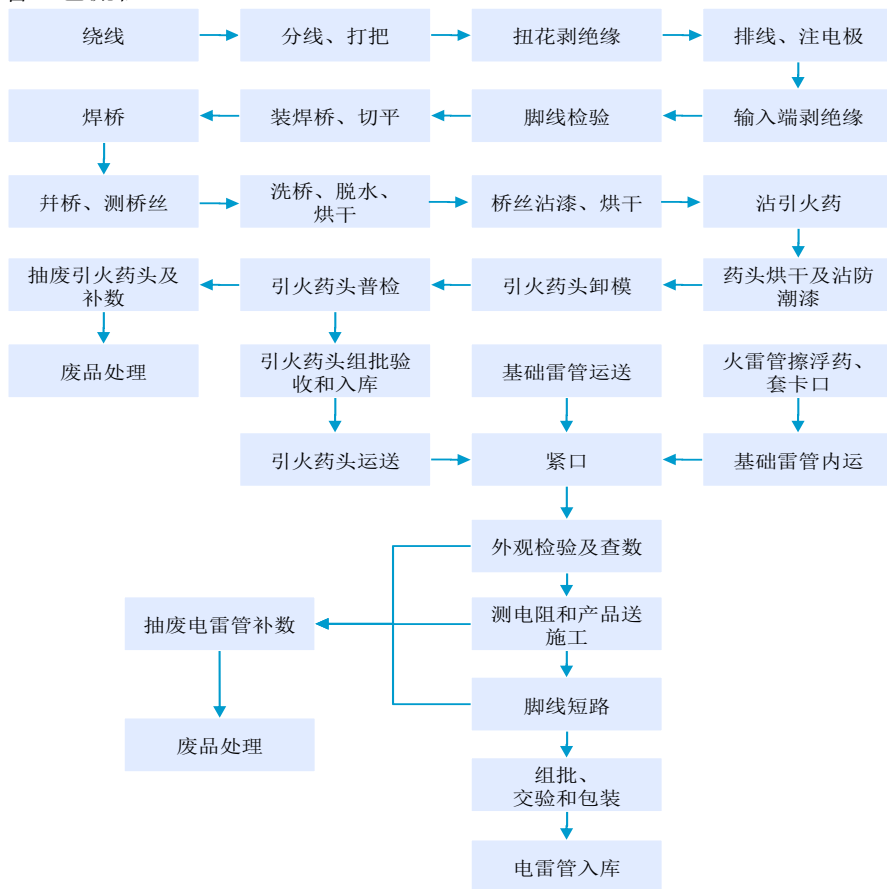 绕线
分线、打把
扭花剥绝缘
排线、注电极
焊桥
装焊桥、切平
脚线检验
输入端剥绝缘
幷桥、测桥丝
洗桥、脱水、
烘干
桥丝沾漆、烘干
沾引火药
抽废引火药头及
补数
引火药头普检
引火药头卸模
药头烘干及沾防
潮漆
废品处理
引火药头组批验
收和入库
基础雷管运送
火雷管擦浮药、
套卡口
引火药头运送
紧口
基础雷管内运
外观检验及查数
抽废电雷管补数
测电阻和产品送
施工
脚线短路
废品处理
组批、
交验和包装
电雷管入库